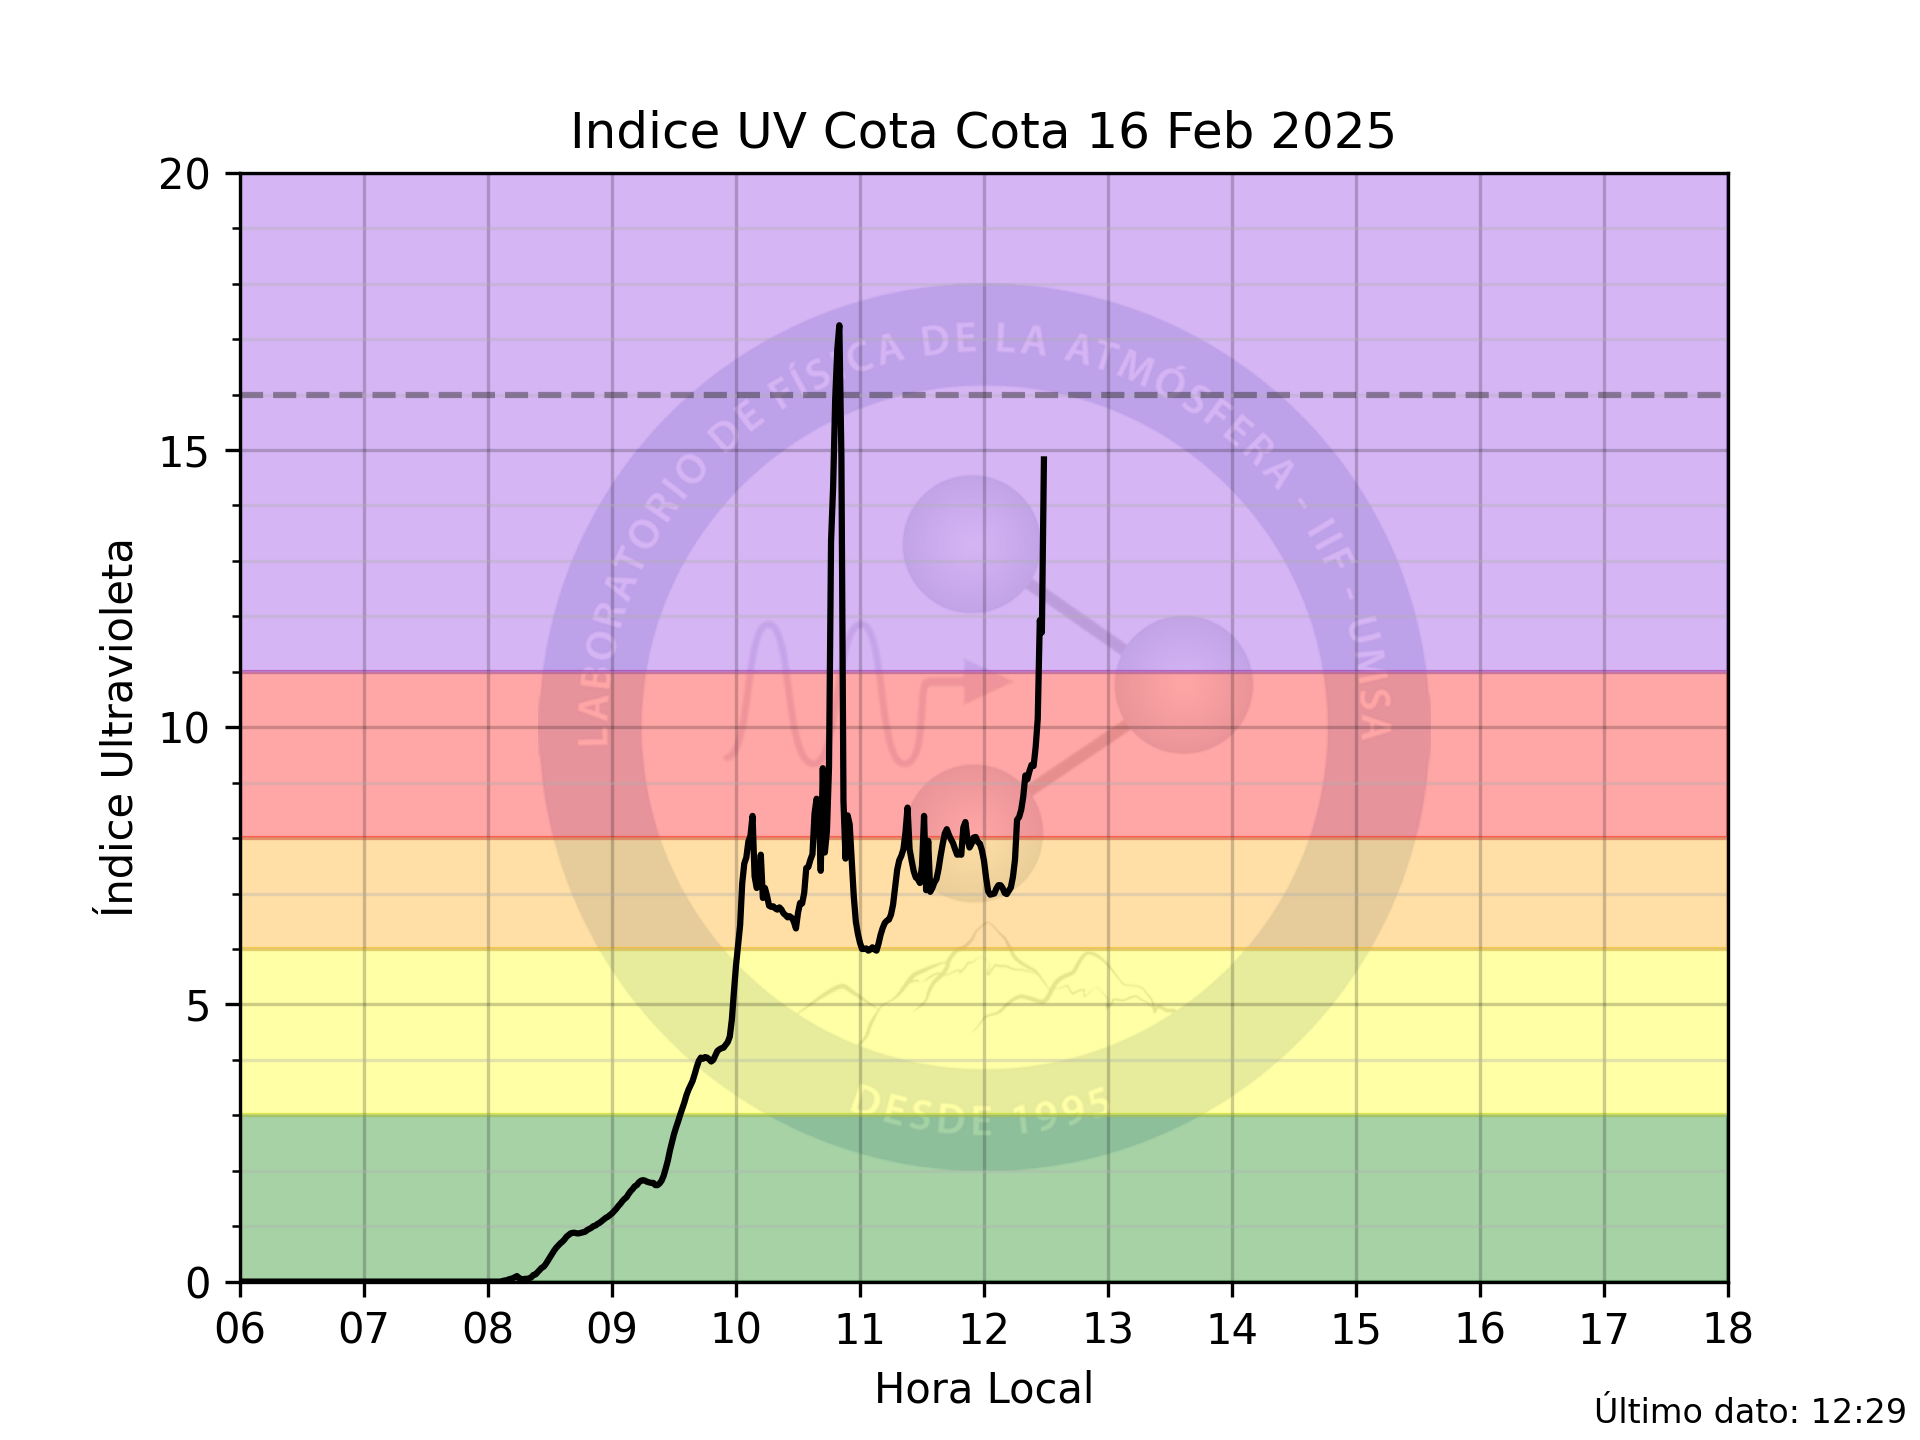 Indice UV Cota Cota 16 Feb 2025
20
15
10
5
0
Índice Ultravioleta
LABORATORIO DE FÍSICA DE LA ATMÓSFERA - IIF - UMSA
DESDE 1995
06 07 08 09 10 11 12 13 14 15 16 17 18
Hora Local
Último dato: 12:29